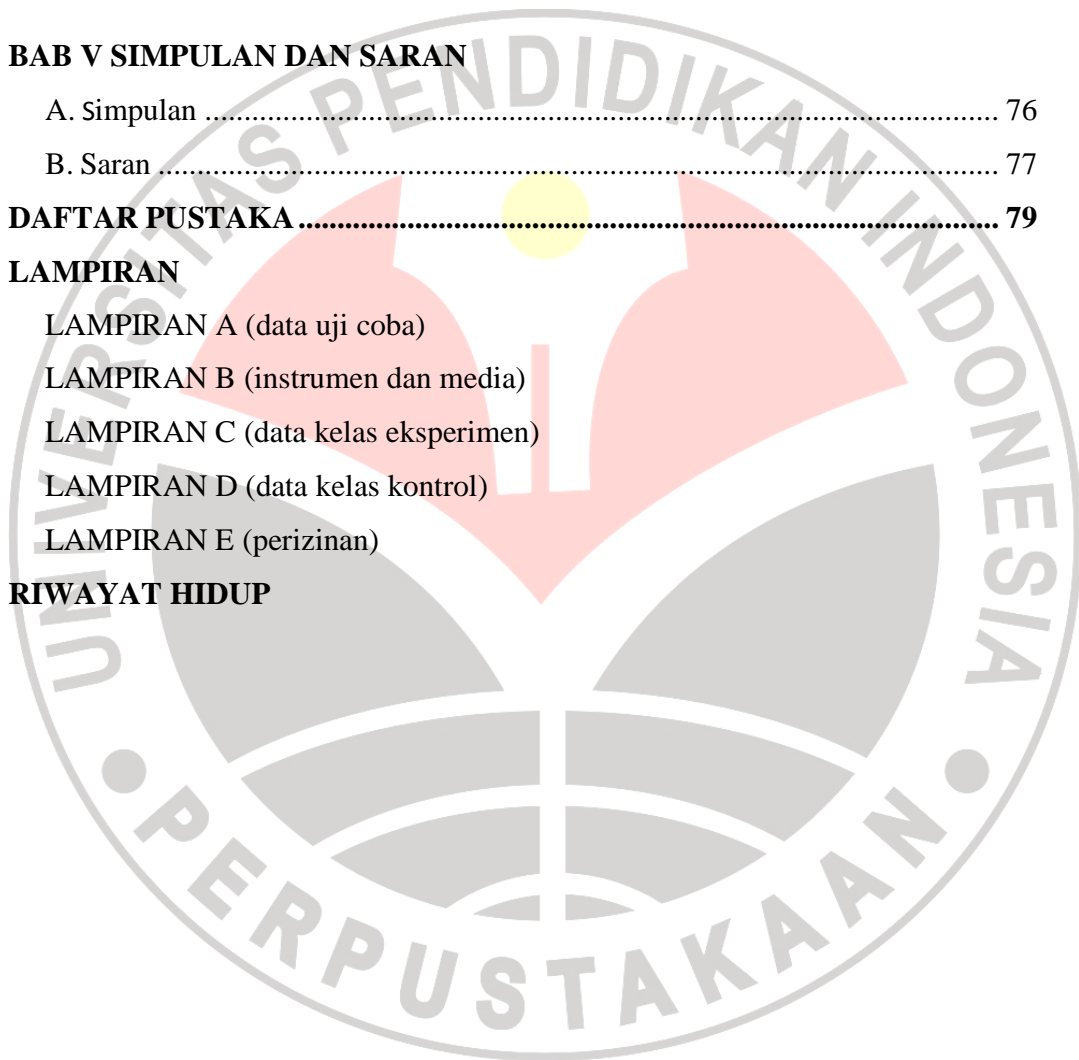 BAB V SIMPULAN DAN SARAN
A. Simpulan ........................................................................................ 76
B. Saran ............................................................................................. 77
DAFTAR PUSTAKA ............................................................................. 79
LAMPIRAN
LAMPIRAN A (data uji coba)
LAMPIRAN B (instrumen dan media)
LAMPIRAN C (data kelas eksperimen)
LAMPIRAN D (data kelas kontrol)
LAMPIRAN E (perizinan)
RIWAYAT HIDUP
UNIVERSITAS PENDIDIKAN INDONESIA
PERPUSTAKAAN